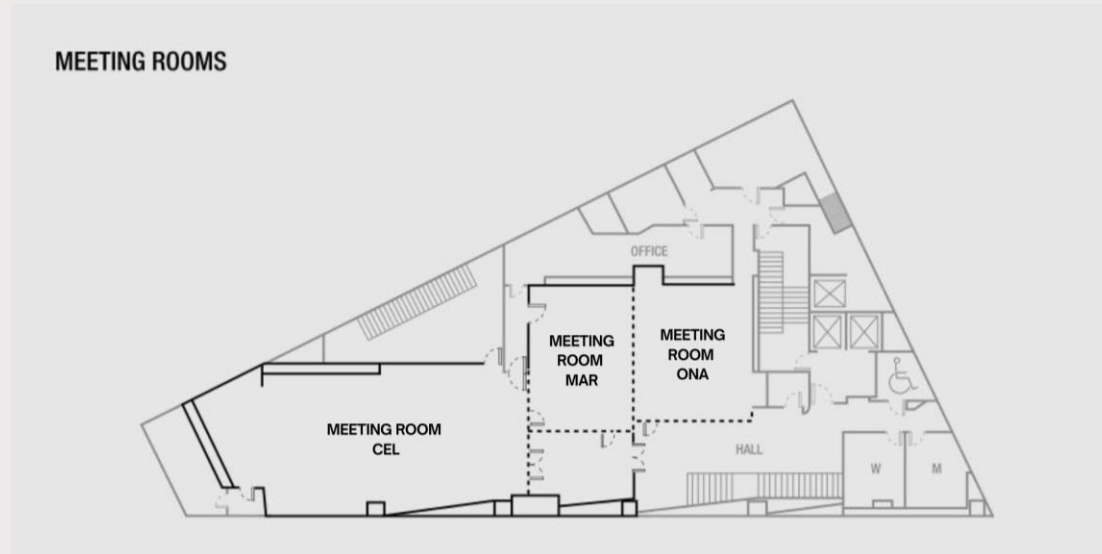 MEETING ROOMS
OFFICE
MEETING
ROOM
MAR
MEETING
ROOM
ONA
MEETING ROOM
CEL
HALL
W
M